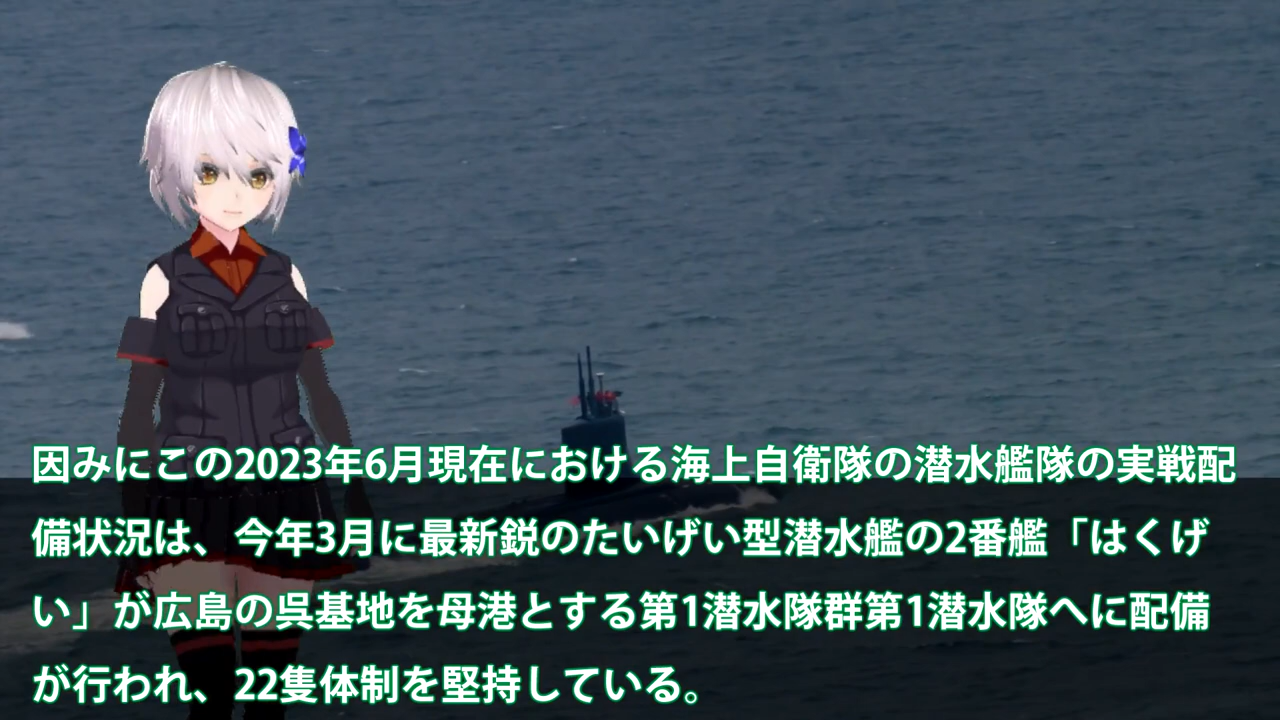 因みにこの2023年6月現在における海上自衛隊の潜水艦隊の実戦配
備状況は、今年3月に最新鋭のたいげい型潜水艦の2番艦「はくげ
い」が広島の呉基地を母港とする第1潜水隊群第1潜水隊へに配備
が行われ、22隻体制を堅持している。